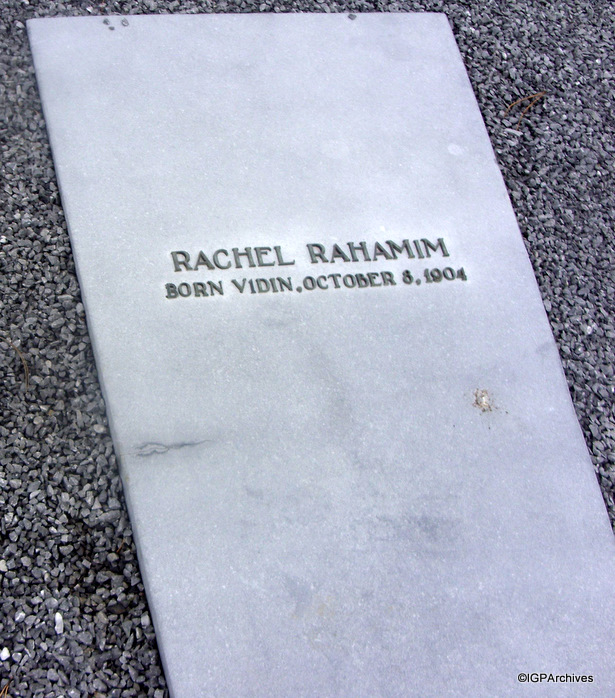 RACHEL RAHAMIM
BORN VIDIN, OCTOBER 8, 1904
©IGPArchives